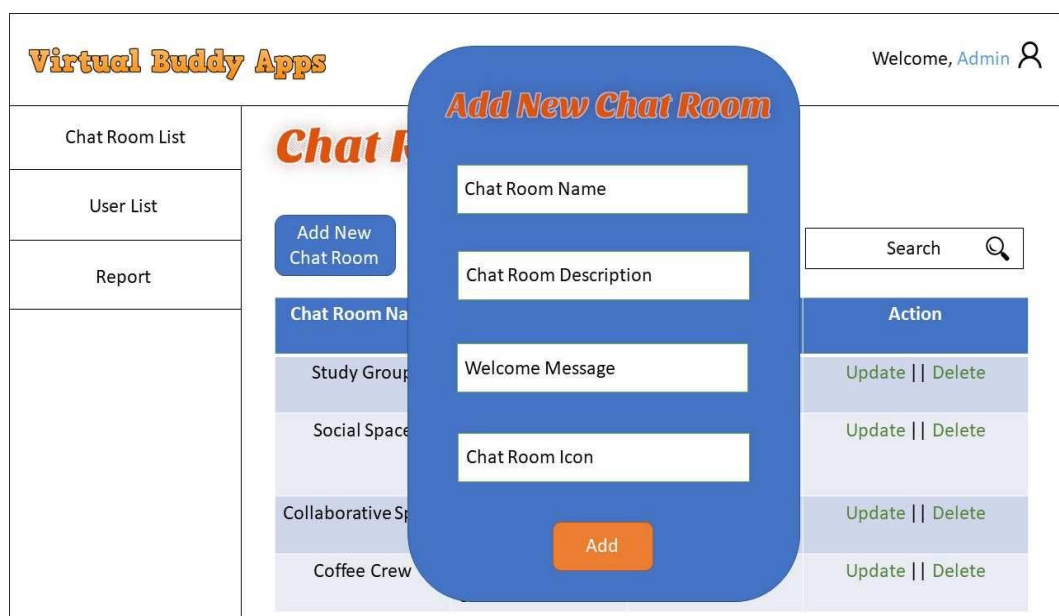 Virtual Buddy Apps
Welcome, Admin
Chat Room List
User List
Report
Chat R
Add New
Chat Room
Search
Chat Room Na
Action
Study Group
Update || Delete
Social Space
Update || Delete
Collaborative Sp
Update || Delete
Coffee Crew
Update || Delete
Add New Chat Room
Chat Room Name
Chat Room Description
Welcome Message
Chat Room Icon
Add